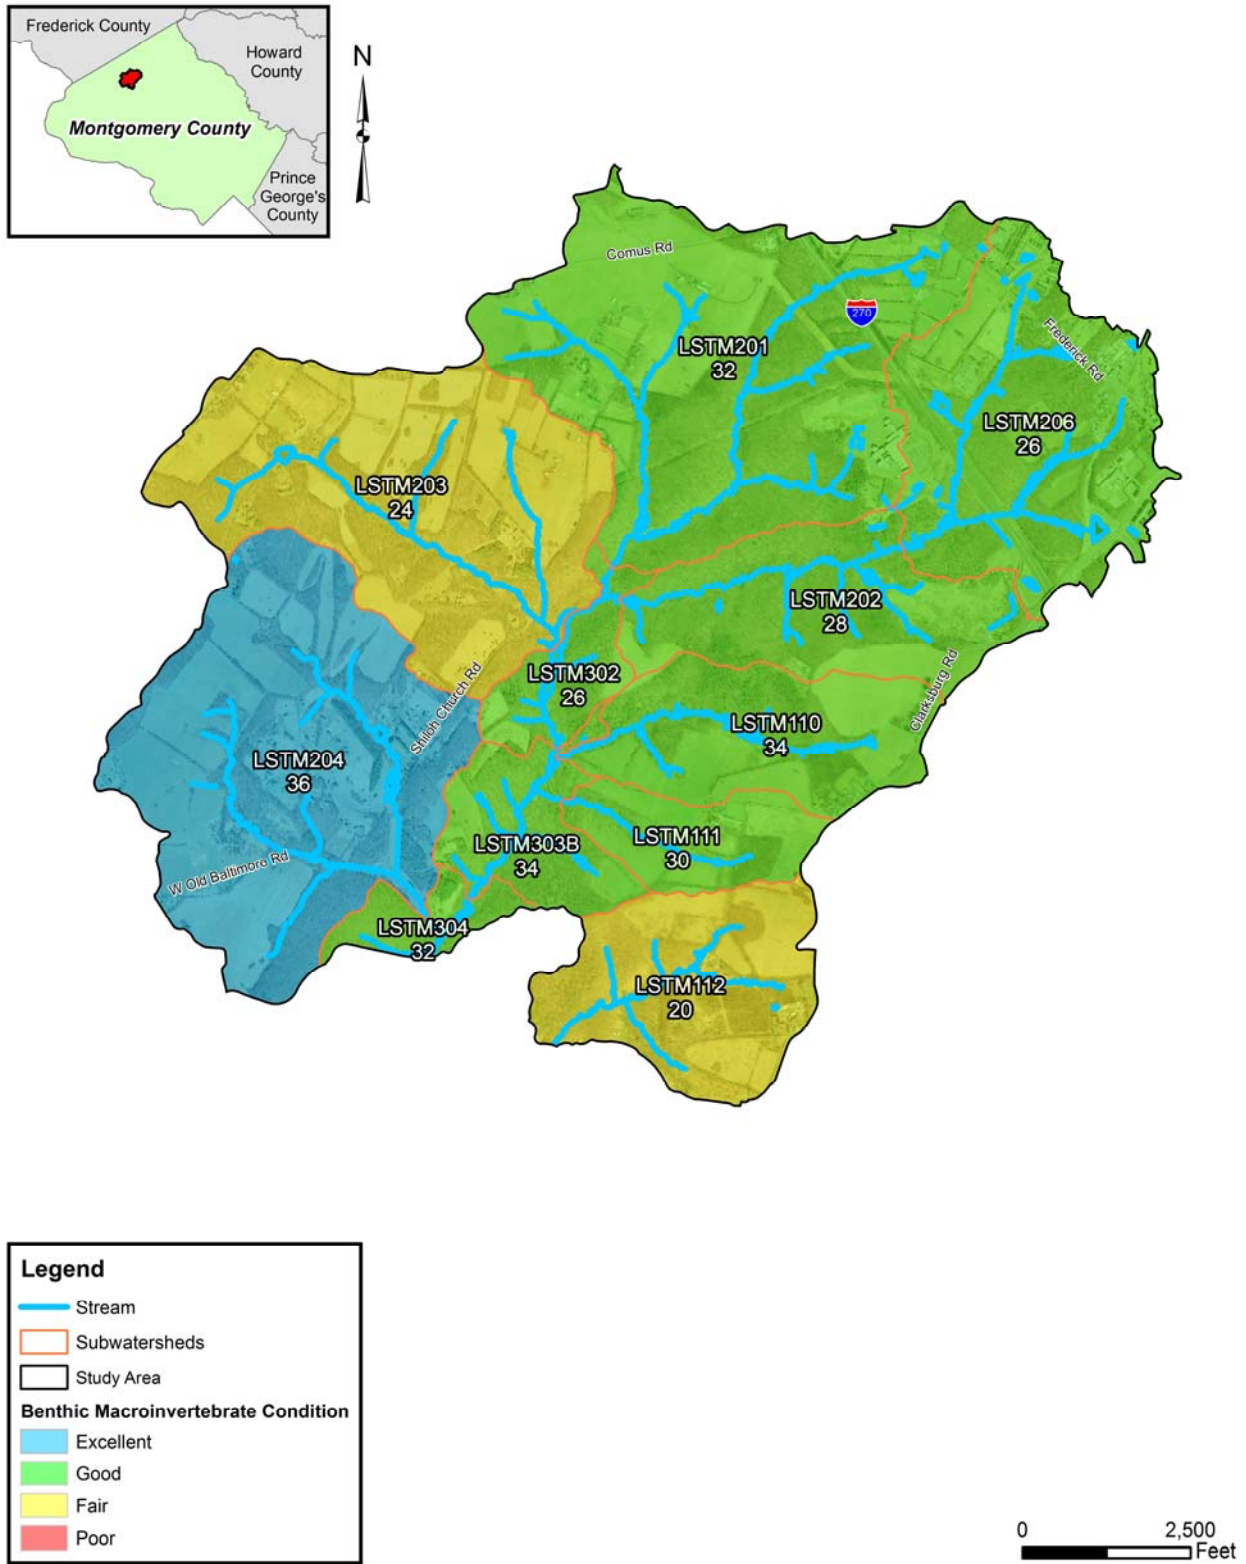 Frederick County
Howard
County
Montgomery County
Prince
George's
County
N
Comus Rd
270
Frederick Rd
LSTM201
32
LSTM206
26
LSTM203
24
LSTM202
28
Shiloh Church Rd
LSTM302
26
Clarksburg Rd
LSTM110
34
LSTM204
36
LSTM303B
34
LSTM111
30
W Old Baltimore Rd
LSTM304
32
LSTM112
20
Legend
Stream
Subwatersheds
Study Area
Benthic Macroinvertebrate Condition
Excellent
Good
Fair
Poor
0 2,500
Feet